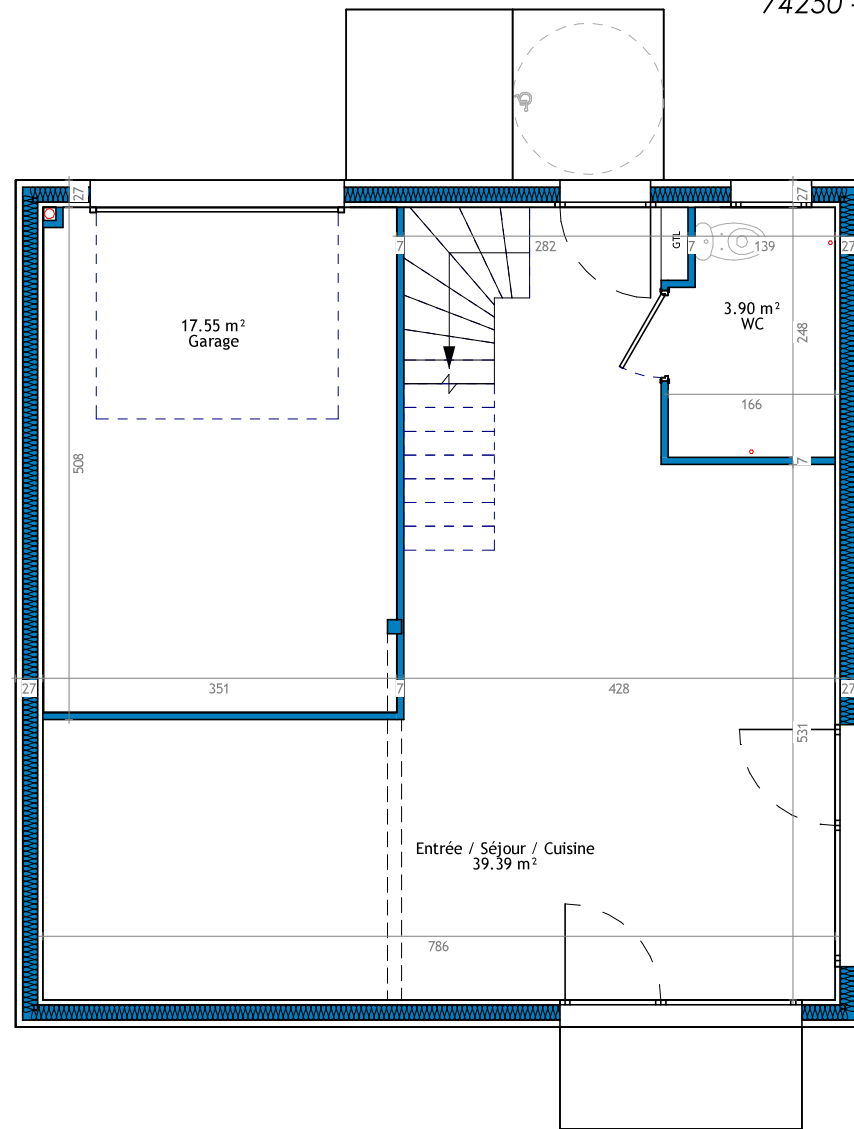 74250 -
27
27
7
282
GTL
7
139
27
17.55 m²
Garage
3.90 m²
WC
248
166
508
7
27
351
7
428
27
531
Entrée / Séjour / Cuisine
39.39 m²
786